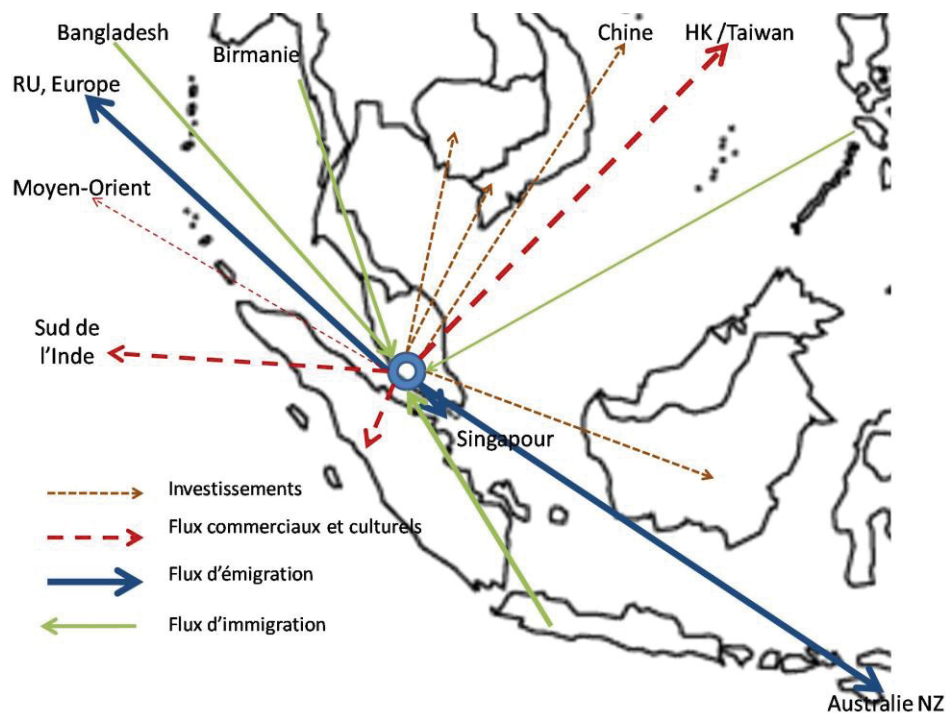 Bangladesh
Chine
HK /Taiwan
Birmanie
RU, Europe
Moyen-Orient
Sud de
l’Inde
Singapour
Investissements
Flux commerciaux et culturels
Flux d’émigration
Flux d’immigration
Australie NZ